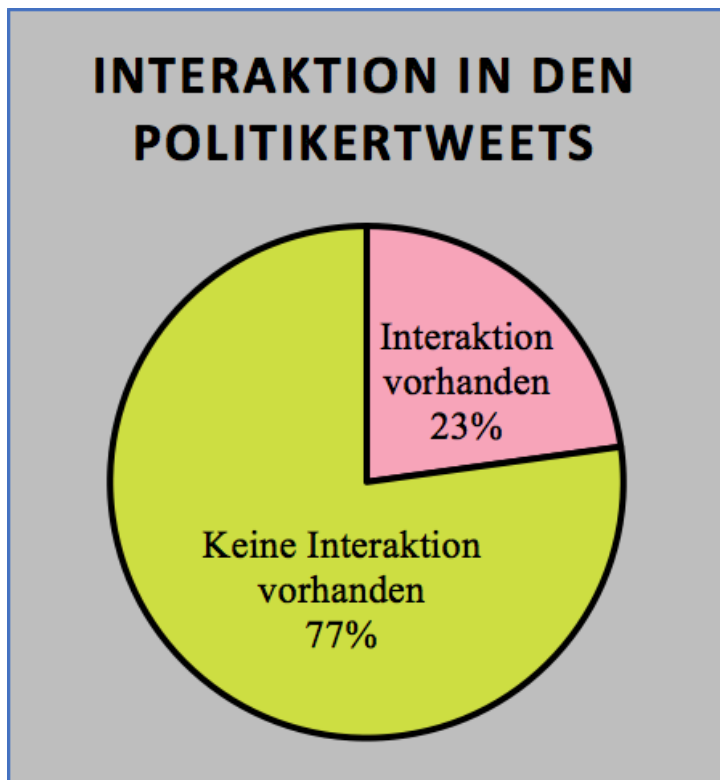 INTERAKTION IN DEN
POLITIKERTWEETS
Interaktion
vorhanden
23%
Keine Interaktion
vorhanden
77%